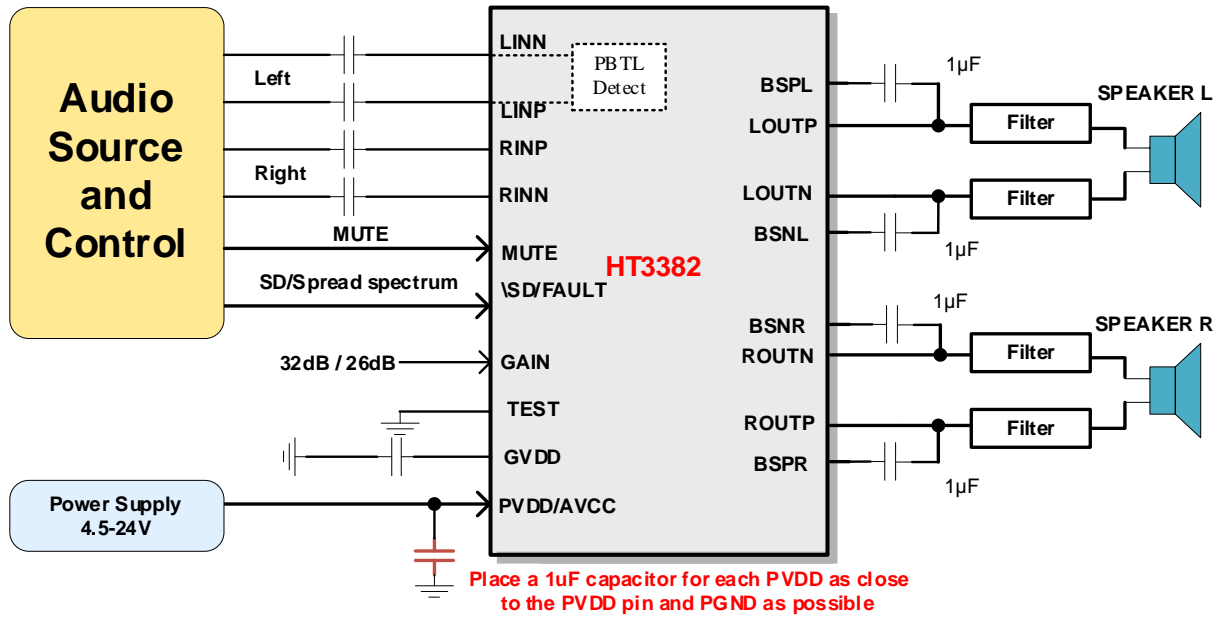 Audio
Source
and
Control
Left
Right
MUTE
SD/Spread spectrum
32dB / 26dB
Power Supply
4.5-24V
LINN
LINP
RINP
RINN
MUTE
\SD/FAULT
GAIN
TEST
GVDD
PVDD/AVCC
PBTL
Detect
HT3382
BSPL
LOUTP
LOUTN
BSNL
BSNR
ROUTN
ROUTP
BSPR
1µF
Filter
Filter
1µF
SPEAKER L
1µF
Filter
Filter
1µF
SPEAKER R
Place a 1uF capacitor for each PVDD as close
to the PVDD pin and PGND as possible